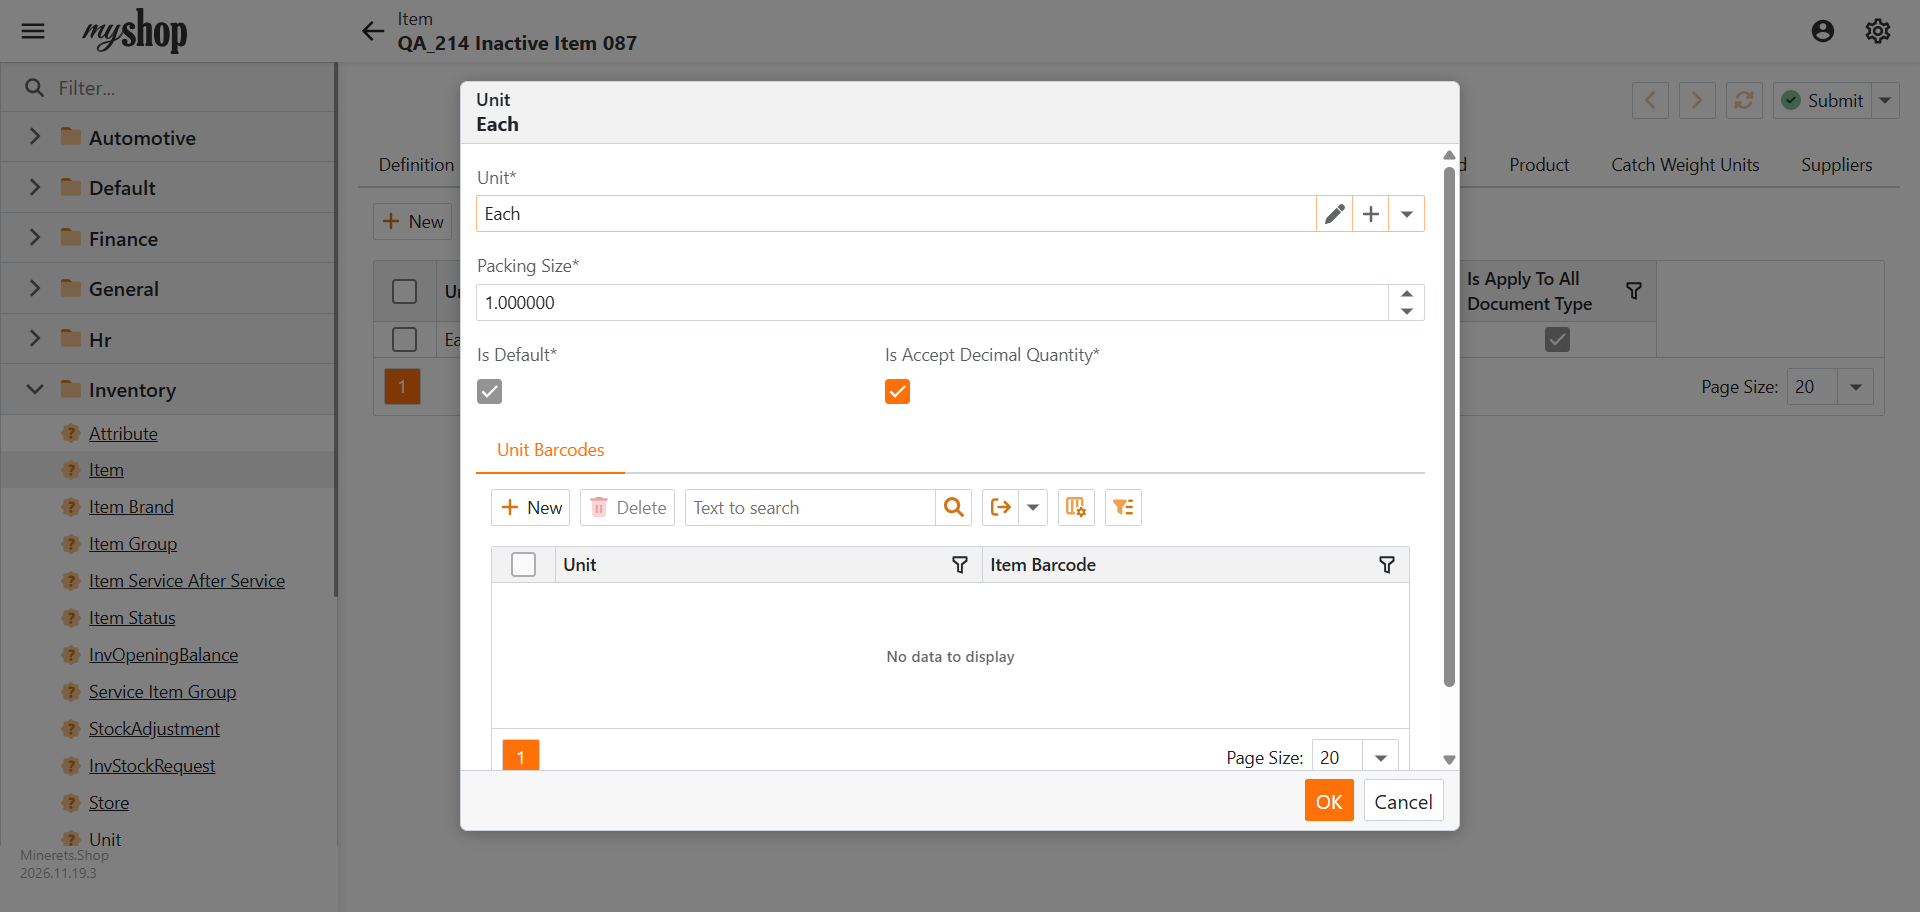 myshop
Item
QA_214 Inactive Item 087
Filter...
Automotive
Default
Finance
General
Hr
Inventory
Attribute
Item
Item Brand
Item Group
Item Service After Service
Item Status
InvOpeningBalance
Service Item Group
StockAdjustment
InvStockRequest
Store
Unit
Minerets.Shop
2026.11.19.3
Submit
Definition
Product
Catch Weight Units
Suppliers
New
Is Apply To All
Document Type
1
Page Size:
20
Unit
Each
Unit*
Each
Packing Size*
1.000000
Is Default*
Is Accept Decimal Quantity*
Unit Barcodes
New
Delete
Text to search
Unit
Item Barcode
No data to display
1
Page Size:
20
OK
Cancel